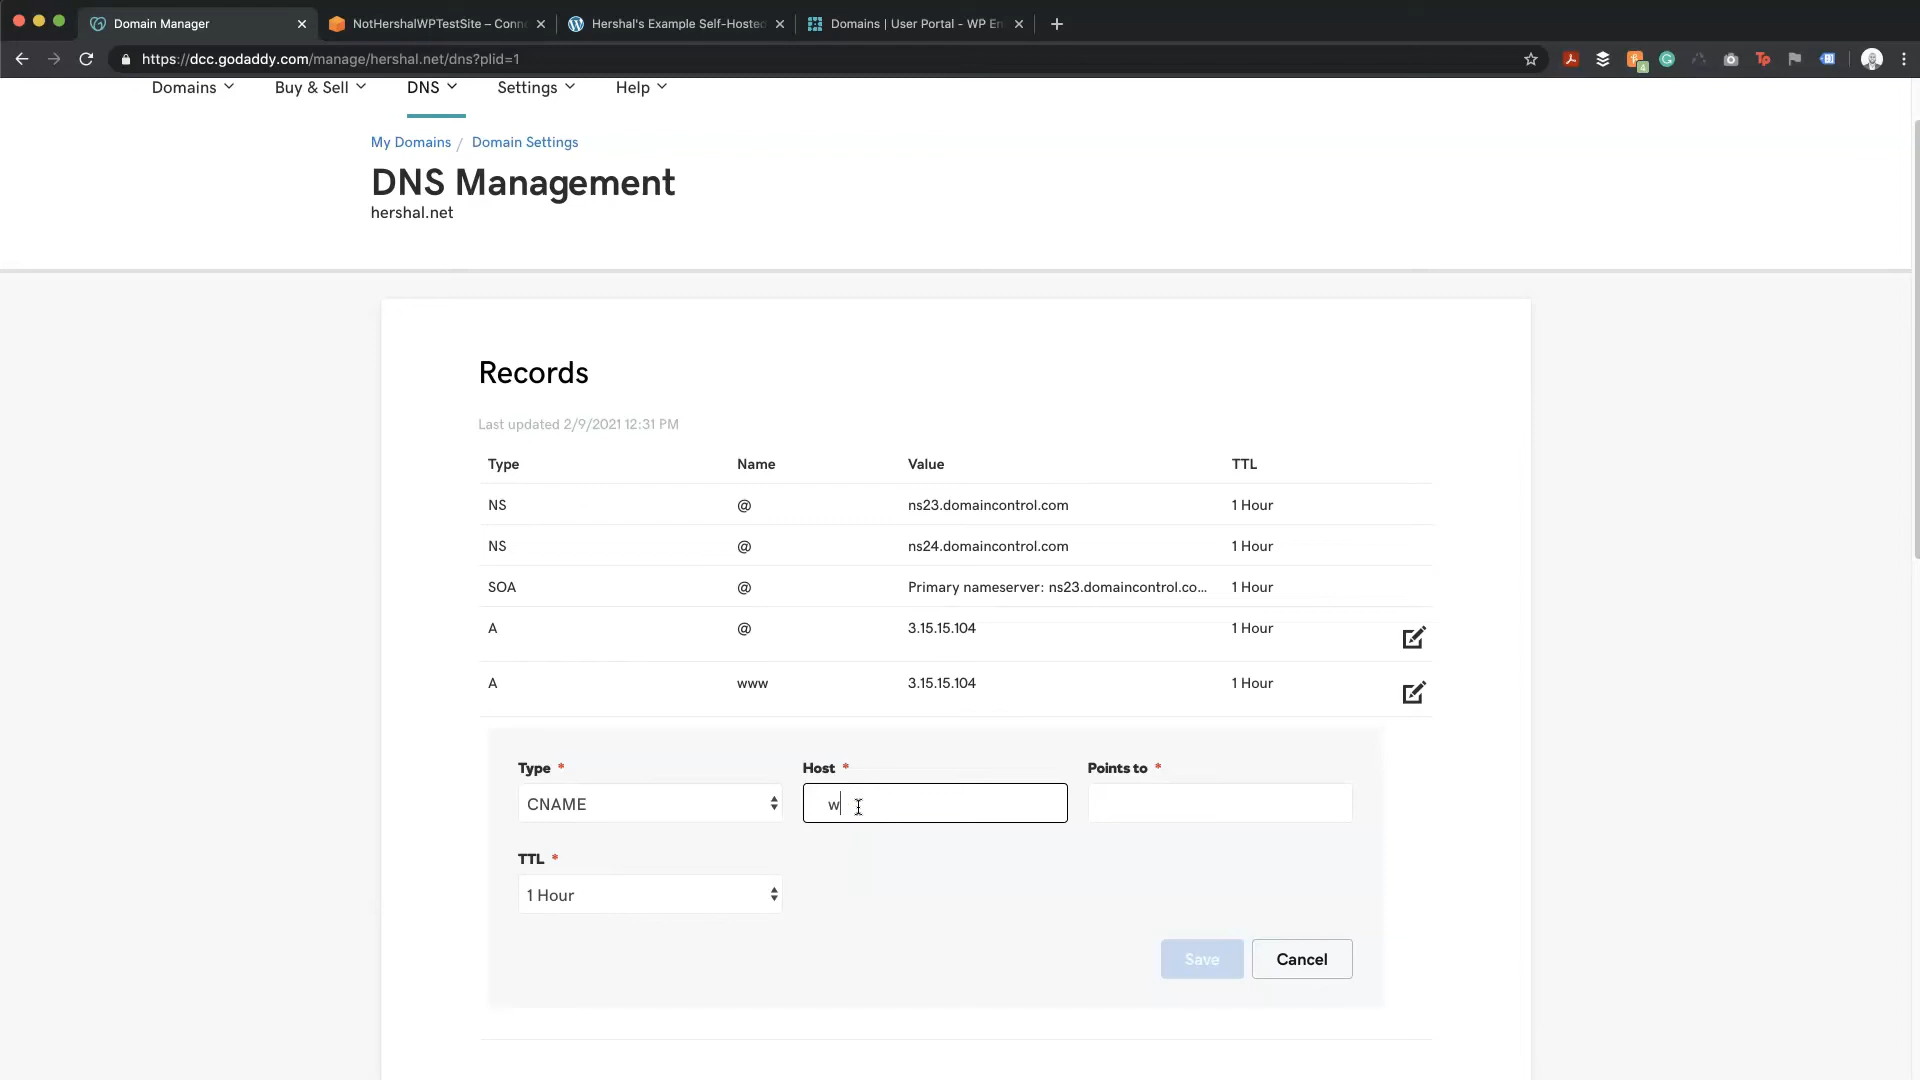 Domain Manager
NotHershalWPTestSite – Conn
Hershal's Example Self-Hosted
Domains | User Portal - WP En
https://dcc.godaddy.com/manage/hershal.net/dns?plid=1
4
Domains
Buy & Sell
DNS
Settings
Help
My Domains / Domain Settings
DNS Management
hershal.net
Records
Last updated 2/9/2021 12:31 PM
Type Name Value TTL
NS @ ns23.domaincontrol.com 1 Hour
NS @ ns24.domaincontrol.com 1 Hour
SOA @ Primary nameserver: ns23.domaincontrol.co... 1 Hour
A @ 3.15.15.104 1 Hour
A www 3.15.15.104 1 Hour
Type * Host * Points to *
CNAME w
TTL *
1 Hour
Save Cancel